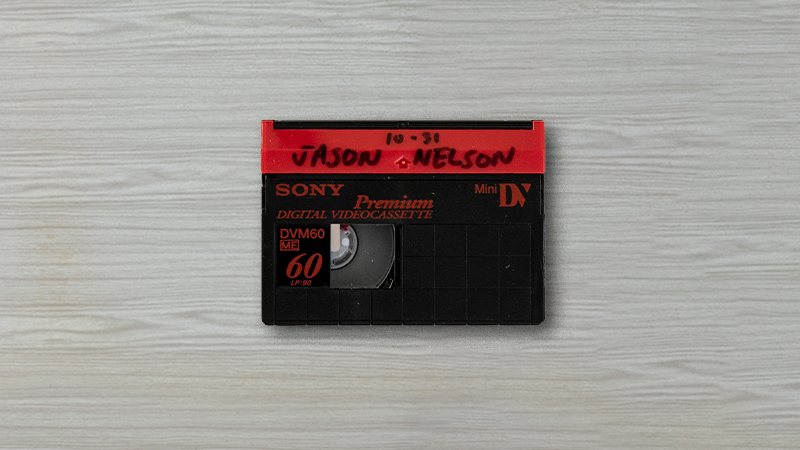 10-31
JASON NELSON
SONY
Mini DV
Premium
DIGITAL VIDEOCASSETTE
DVM60
ME
60
LP:90